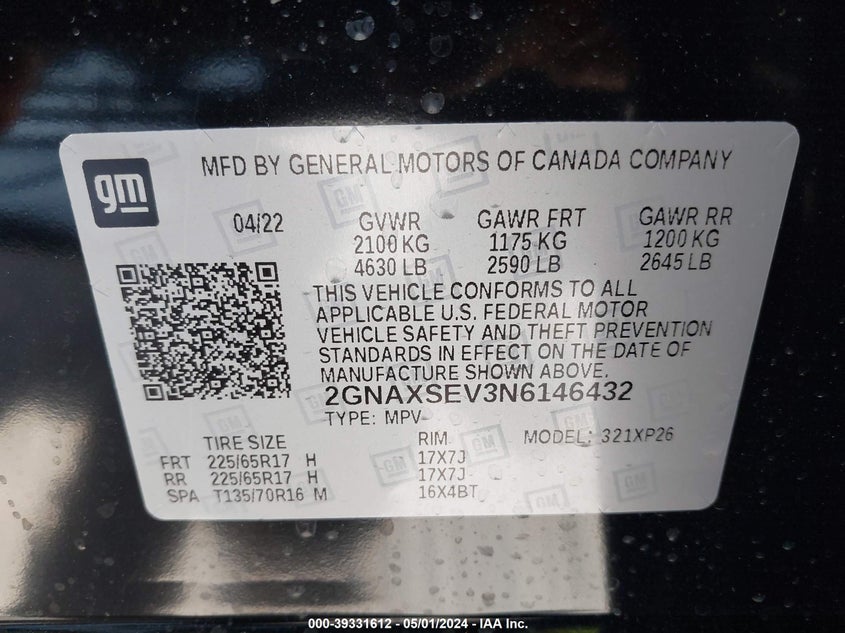 gm
MFD BY GENERAL MOTORS OF CANADA COMPANY
04/22 GVWR GAWR FRT GAWR RR
2100 KG 1175 KG 1200 KG
4630 LB 2590 LB 2645 LB
THIS VEHICLE CONFORMS TO ALL
APPLICABLE U.S. FEDERAL MOTOR
VEHICLE SAFETY AND THEFT PREVENTION
STANDARDS IN EFFECT ON THE DATE OF
MANUFACTURE SHOWN ABOVE.
2GNAXSEV3N6146432
TYPE: MPV
TIRE SIZE RIM MODEL: 321XP26
FRT 225/65R17 H 17X7J
RR 225/65R17 H 17X7J
SPA T135/70R16 M 16X4BT
000-39331612 - 05/01/2024 - IAA Inc.